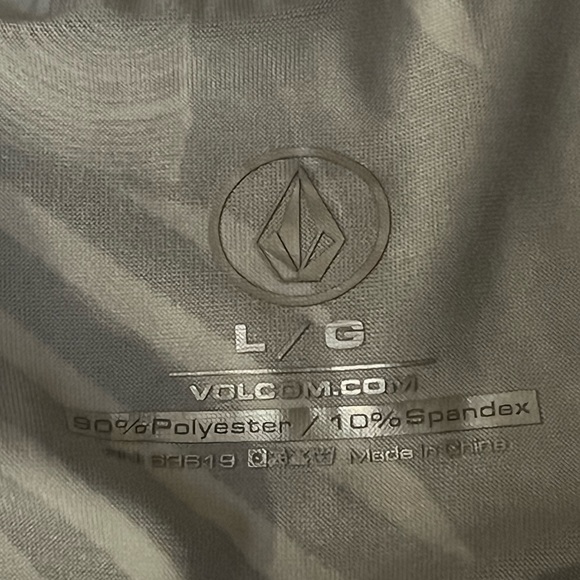 L / G
VOLCOM.COM
90%Polyester / 10%Spandex
Made in China